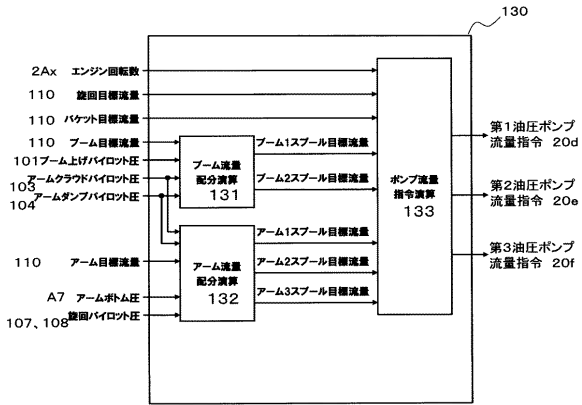 130
2Ax エンジン回転数
110 旋回目標流量
110 バケット目標流量
110 ブーム目標流量
101 ブーム上げパイロット圧
103 アームクラウドパイロット圧
104 アームダンプパイロット圧
110 アーム目標流量
A7 アームボトム圧
107、108 旋回パイロット圧
ブーム流量
配分演算
131
アーム流量
配分演算
132
ブーム1スプール目標流量
ブーム2スプール目標流量
アーム1スプール目標流量
アーム2スプール目標流量
アーム3スプール目標流量
ポンプ流量
指令演算
133
第1油圧ポンプ
流量指令 20d
第2油圧ポンプ
流量指令 20e
第3油圧ポンプ
流量指令 20f